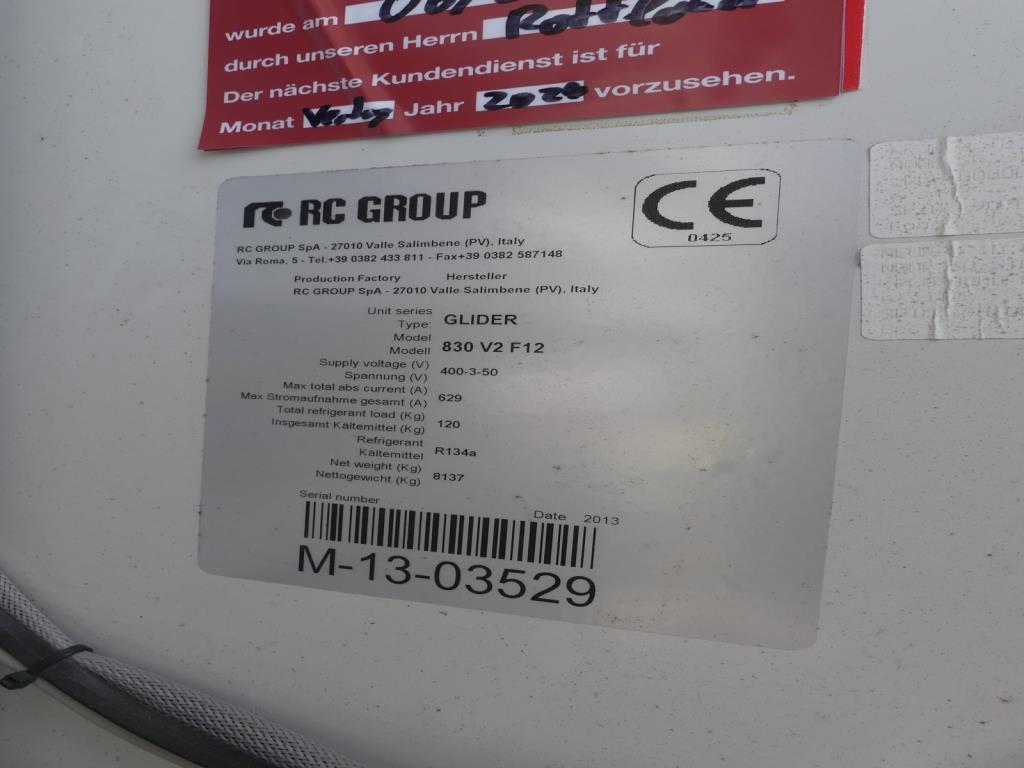 wurde am
durch unseren Herrn
Der nächste Kundendienst ist für
Monat Jahr vorzusehen.
RC GROUP
CE
0425
RC GROUP SpA - 27010 Valle Salimbene (PV), Italy
Via Roma, 5 - Tel.+39 0382 433 811 - Fax+39 0382 587148
Production Factory Hersteller
RC GROUP SpA - 27010 Valle Salimbene (PV), Italy
Unit series
Type: GLIDER
Model
Modell 830 V2 F12
Supply voltage (V)
Spannung (V) 400-3-50
Max total abs current (A)
Max Stromaufnahme gesamt (A) 629
Total refrigerant load (Kg)
Insgesamt Kältemittel (Kg) 120
Refrigerant
Kältemittel R134a
Net weight (Kg)
Nettogewicht (Kg) 8137
Serial number
Date 2013
M-13-03529